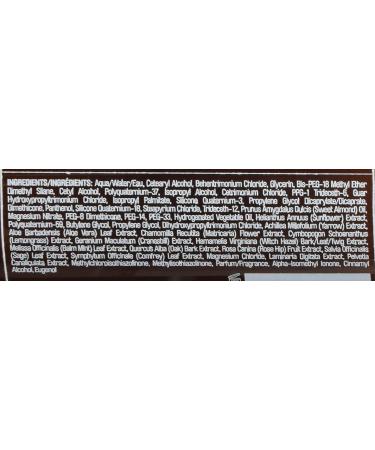 INGREDIENTS/INGRÉDIENTS: Aqua/Water/Eau, Cetearyl Alcohol, Behentrimonium Chloride, Glycerin, Bis-PEG-18 Methyl Ether
Dimethyl Silane, Cetyl Alcohol, Polyquaternium-37, Isopropyl Alcohol, Cetrimonium Chloride, PPG-1 Trideceth-6, Guar
Hydroxypropyltrimonium Chloride, Isopropyl Palmitate, Silicone Quaternium-3, Propylene Glycol Dicaprylate/Dicaprate,
Dimethicone, Panthenol, Silicone Quaternium-18, Steapyrium Chloride, Trideceth-12, Prunus Amygdalus Dulcis (Sweet Almond) Oil,
Magnesium Nitrate, PEG-8 Dimethicone, PEG-14, PEG-33, Hydrogenated Vegetable Oil, Helianthus Annuus (Sunflower) Extract,
Polyquaternium-59, Butylene Glycol, Propylene Glycol, Dihydroxypropyltrimonium Chloride, Achillea Millefolium (Yarrow) Extract,
Aloe Barbadensis (Aloe Vera) Leaf Extract, Chamomilla Recutita (Matricaria) Flower Extract, Cymbopogon Schoenanthus
(Lemongrass) Extract, Geranium Maculatum (Cranesbill) Extract, Hamamelis Virginiana (Witch Hazel) Bark/Leaf/Twig Extract,
Melissa Officinalis (Balm Mint) Leaf Extract, Quercus Alba (Oak) Bark Extract, Rosa Canina (Rose Hip) Fruit Extract, Salvia Officinalis
(Sage) Leaf Extract, Symphytum Officinale (Comfrey) Leaf Extract, Magnesium Chloride, Laminaria Digitata Extract, Pelvetia
Canaliculata Extract, Methylchloroisothiazolinone, Methylisothiazolinone, Parfum/Fragrance, Alpha-Isomethyl Ionone, Cinnamyl
Alcohol, Eugenol